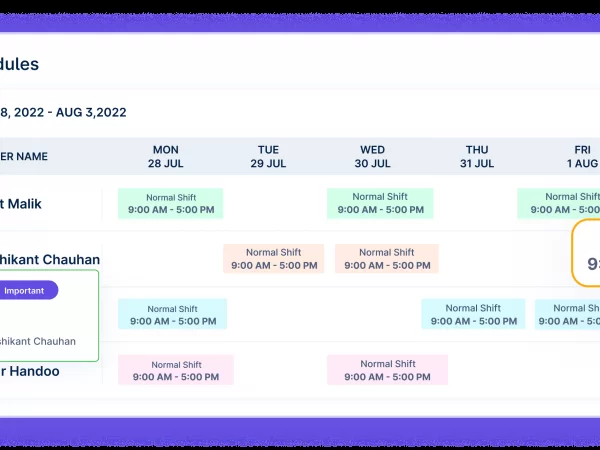 dules
8, 2022 - AUG 3,2022
ER NAME
MON
28 JUL
TUE
29 JUL
WED
30 JUL
THU
31 JUL
FRI
1 AUG
t Malik
Normal Shift
9:00 AM - 5:00 PM
Normal Shift
9:00 AM - 5:00 PM
Normal Shift
9:00 AM - 5:00
hikant Chauhan
Normal Shift
9:00 AM - 5:00 PM
Normal Shift
9:00 AM - 5:00 PM
9:
Important
shikant Chauhan
Normal Shift
9:00 AM - 5:00 PM
Normal Shift
9:00 AM - 5:00 PM
Normal Shift
9:00 AM - 5:00
r Handoo
Normal Shift
9:00 AM - 5:00 PM
Normal Shift
9:00 AM - 5:00 PM